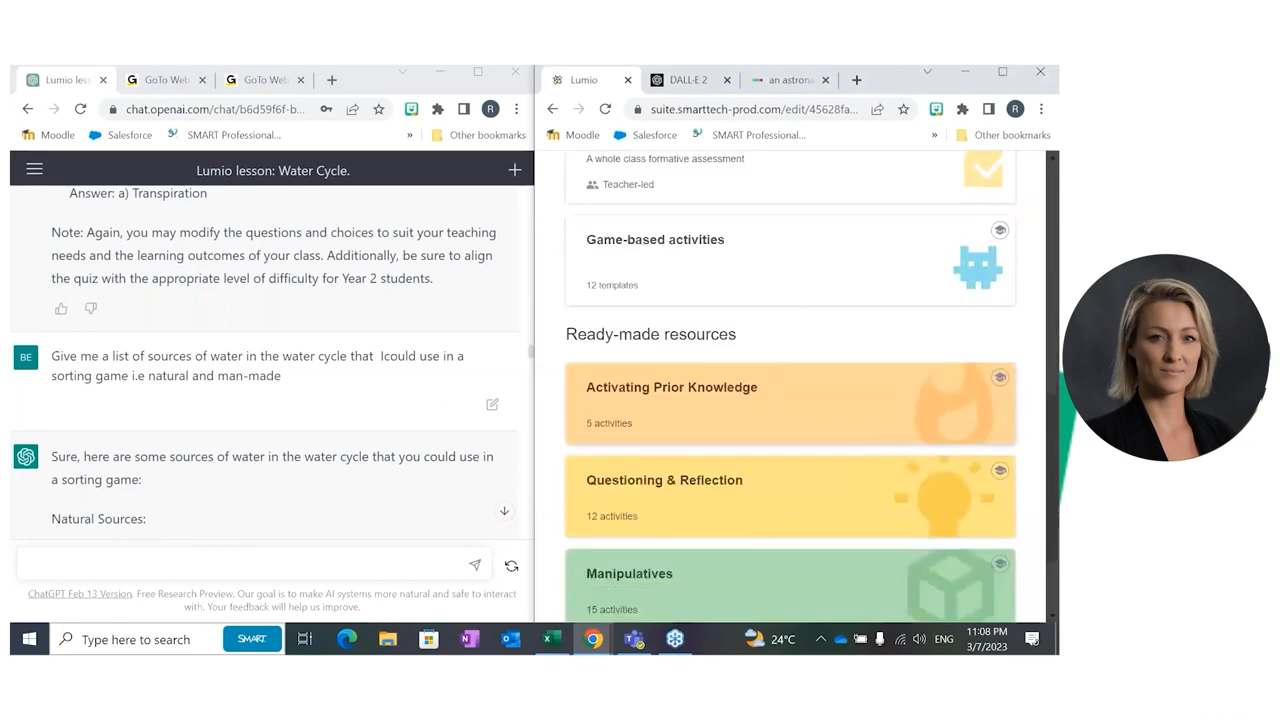 Lumio les
GoTo Web
GoTo Web
chat.openai.com/chat/b6d59f6f-b...
R
Moodle
Salesforce
SMART Professional...
»
Other bookmarks
Lumio lesson: Water Cycle.
Answer: a) Transpiration
Note: Again, you may modify the questions and choices to suit your teaching
needs and the learning outcomes of your class. Additionally, be sure to align
the quiz with the appropriate level of difficulty for Year 2 students.
BE
Give me a list of sources of water in the water cycle that Icould use in a
sorting game i.e natural and man-made
Sure, here are some sources of water in the water cycle that you could use in
a sorting game:
Natural Sources:
ChatGPT Feb 13 Version. Free Research Preview. Our goal is to make AI systems more natural and safe to interact
with. Your feedback will help us improve.
Lumio
DALL·E 2
an astrona
suite.smarttech-prod.com/edit/45628fa...
R
Moodle
Salesforce
SMART Professional...
»
Other bookmarks
A whole class formative assessment
Teacher-led
Game-based activities
12 templates
Ready-made resources
Activating Prior Knowledge
5 activities
Questioning & Reflection
12 activities
Manipulatives
15 activities
Type here to search
SMART
24°C
ENG
11:08 PM
3/7/2023